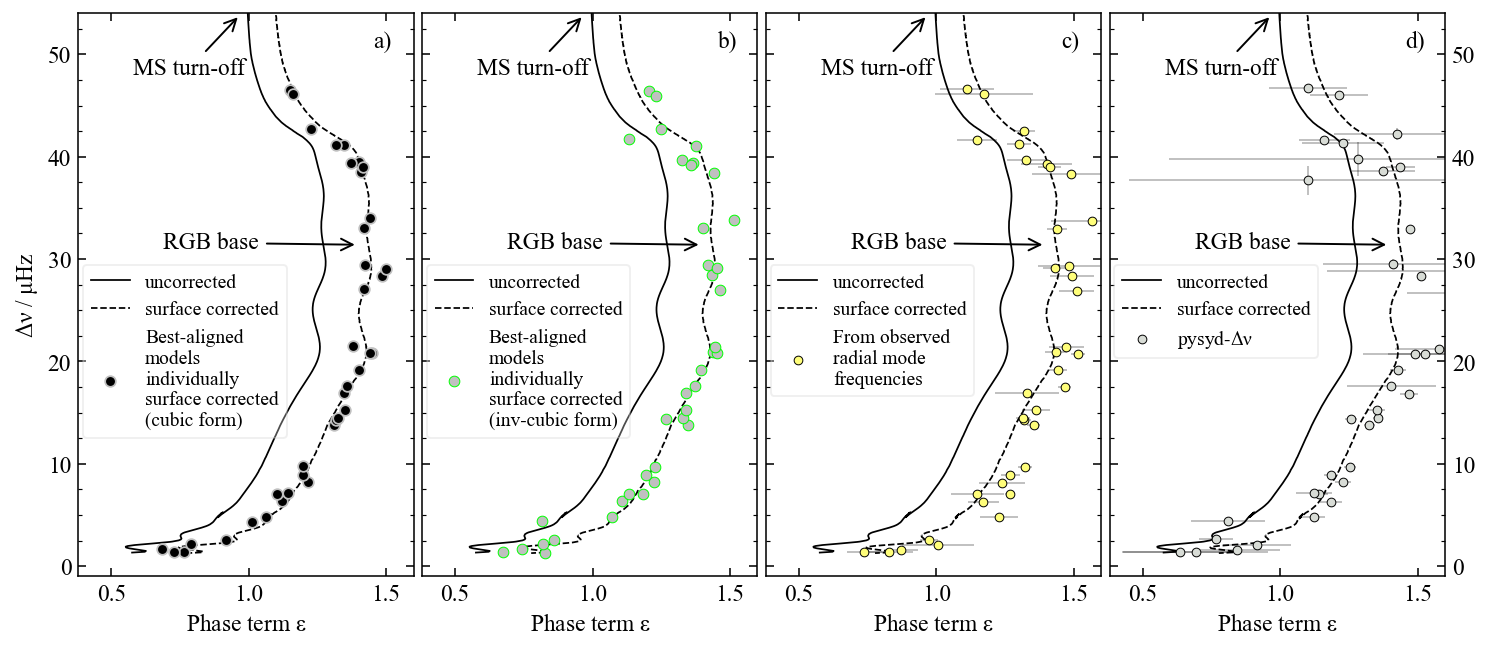 a)
MS turn-off
RGB base
uncorrected
surface corrected
Best-aligned
models
individually
surface corrected
(cubic form)
50
40
30
20
10
0
Δν / μHz
0.5 1.0 1.5
Phase term ε
b)
MS turn-off
RGB base
uncorrected
surface corrected
Best-aligned
models
individually
surface corrected
(inv-cubic form)
0.5 1.0 1.5
Phase term ε
c)
MS turn-off
RGB base
uncorrected
surface corrected
From observed
radial mode
frequencies
0.5 1.0 1.5
Phase term ε
d)
MS turn-off
RGB base
uncorrected
surface corrected
pysyd-Δν
50
40
30
20
10
0
0.5 1.0 1.5
Phase term ε